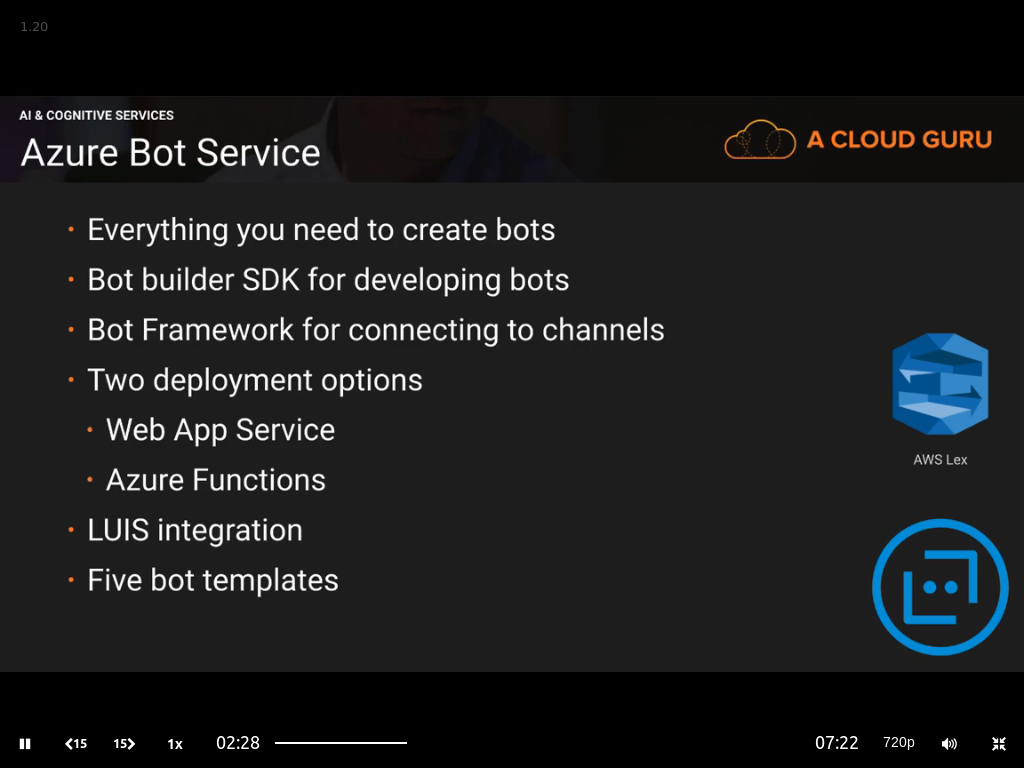 1.20
AI & COGNITIVE SERVICES
Azure Bot Service
A CLOUD GURU
• Everything you need to create bots
• Bot builder SDK for developing bots
• Bot Framework for connecting to channels
• Two deployment options
• Web App Service
• Azure Functions
• LUIS integration
• Five bot templates
AWS Lex
15 15 1x 02:28 07:22 720p